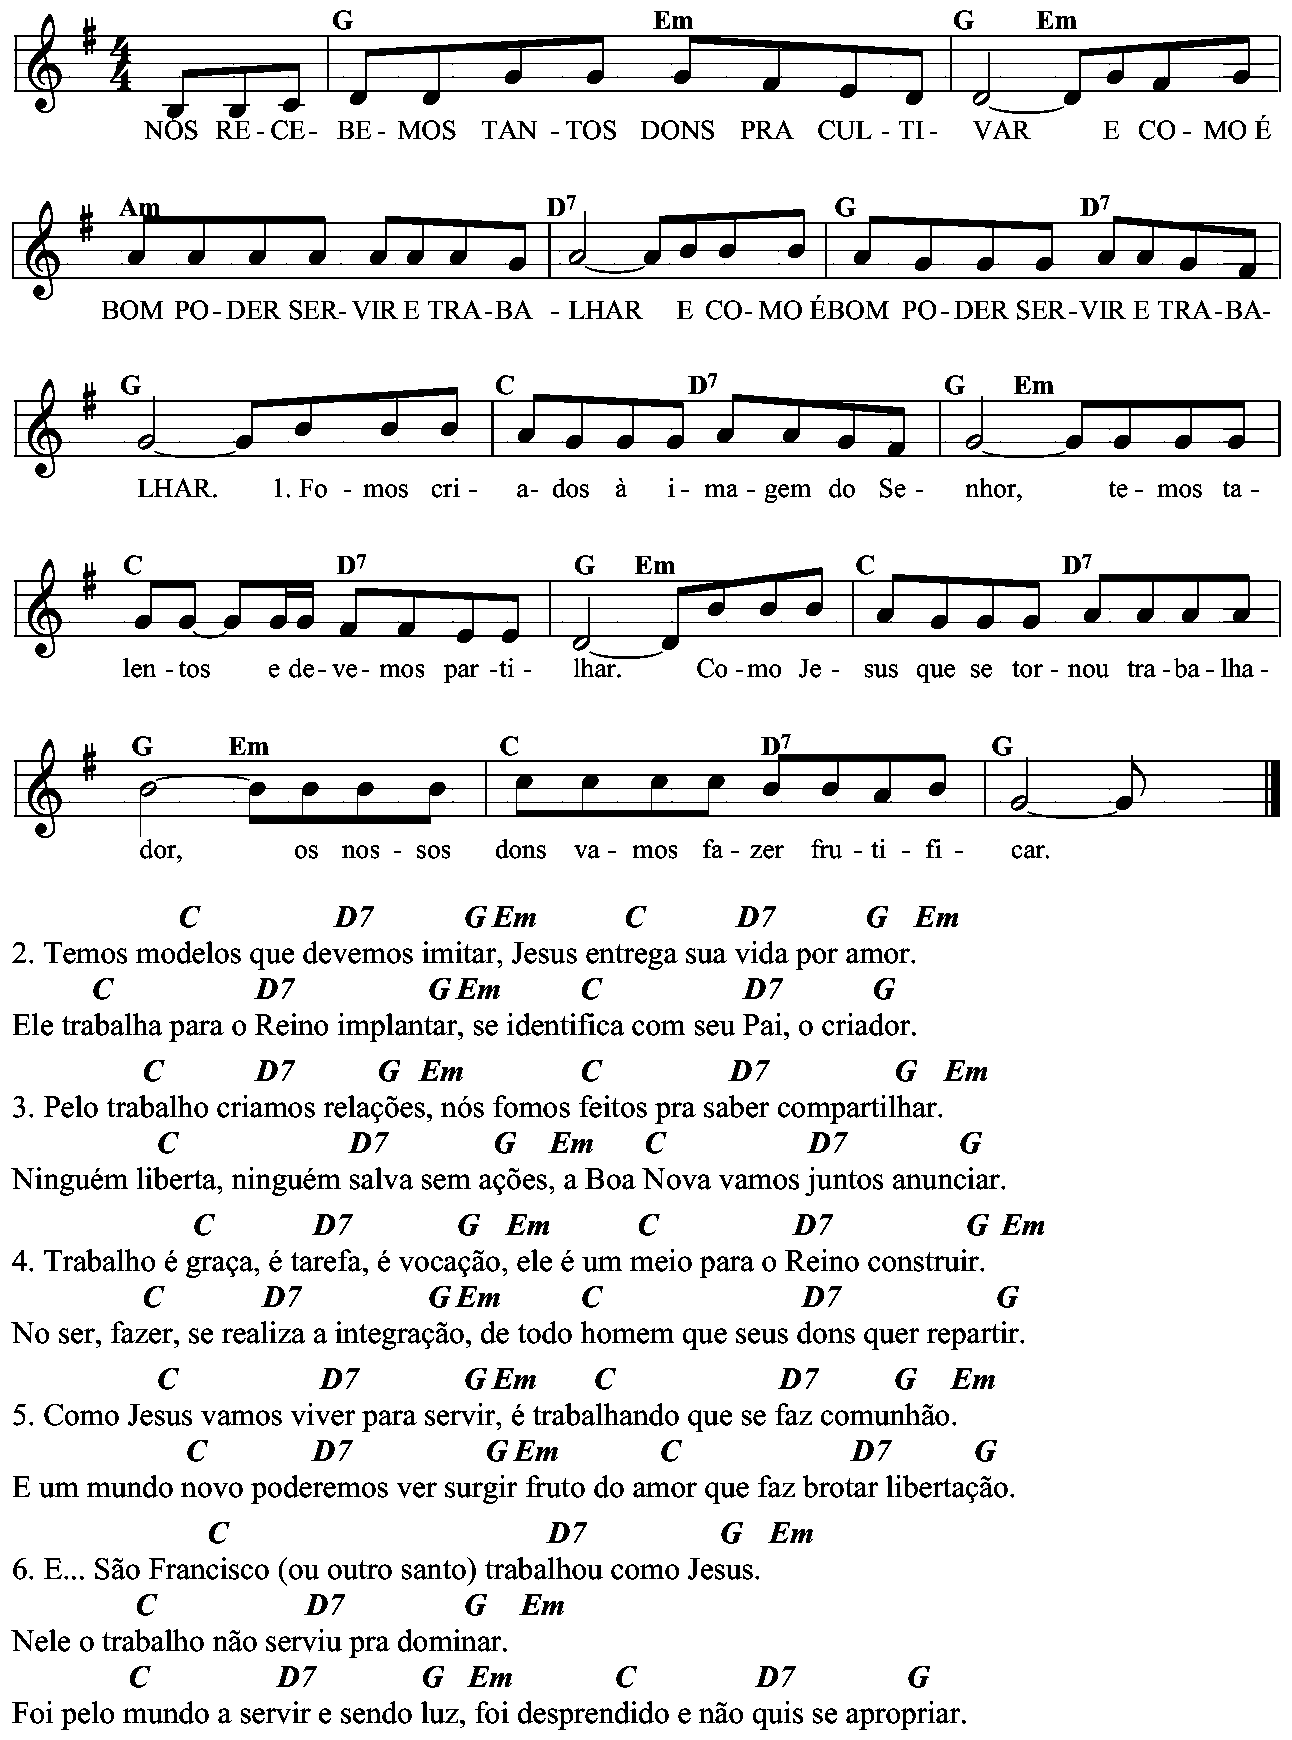 G Em G Em
NÓS RE-CE- BE- MOS TAN- TOS DONS PRA CUL- TI- VAR E CO- MO É
Am D7 G D7
BOM PO-DER SER-VIR E TRA-BA - LHAR E CO-MO ÉBOM PO-DER SER-VIR E TRA-BA-
G C D7 G Em
LHAR. 1. Fo - mos cri- a- dos à i-ma-gem do Se- nhor, te- mos ta-
C D7 G Em C D7
len - tos e de-ve-mos par -ti- lhar. Co-mo Je- sus que se tor-nou tra-ba-lha-
G Em C D7 G
dor, os nos- sos dons va- mos fa-zer fru-ti-fi- car.
C D7 G Em C D7 G Em
2. Temos modelos que devemos imitar, Jesus entrega sua vida por amor.
C D7 G Em C D7 G
Ele trabalha para o Reino implantar, se identifica com seu Pai, o criador.
C D7 G Em C D7 G Em
3. Pelo trabalho criamos relações, nós fomos feitos pra saber compartilhar.
C D7 G Em C D7 G
Ninguém liberta, ninguém salva sem ações, a Boa Nova vamos juntos anunciar.
C D7 G Em C D7 G Em
4. Trabalho é graça, é tarefa, é vocação, ele é um meio para o Reino construir.
C D7 G Em C D7 G
No ser, fazer, se realiza a integração, de todo homem que seus dons quer repartir.
C D7 G Em C D7 G Em
5. Como Jesus vamos viver para servir, é trabalhando que se faz comunhão.
C D7 G Em C D7 G
E um mundo novo poderemos ver surgir fruto do amor que faz brotar libertação.
C D7 G Em
6. E... São Francisco (ou outro santo) trabalhou como Jesus.
C D7 G Em
Nele o trabalho não serviu pra dominar.
C D7 G Em C D7 G
Foi pelo mundo a servir e sendo luz, foi desprendido e não quis se apropriar.